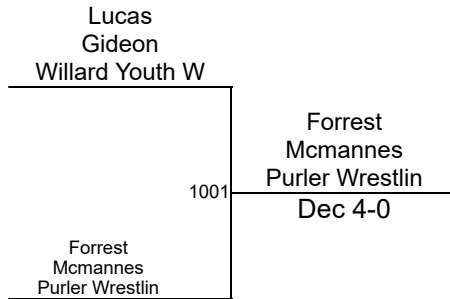 Lucas
Gideon
Willard Youth W
Forrest
Mcmannes
Purler Wrestlin
1001
Dec 4-0
Forrest
Mcmannes
Purler Wrestlin